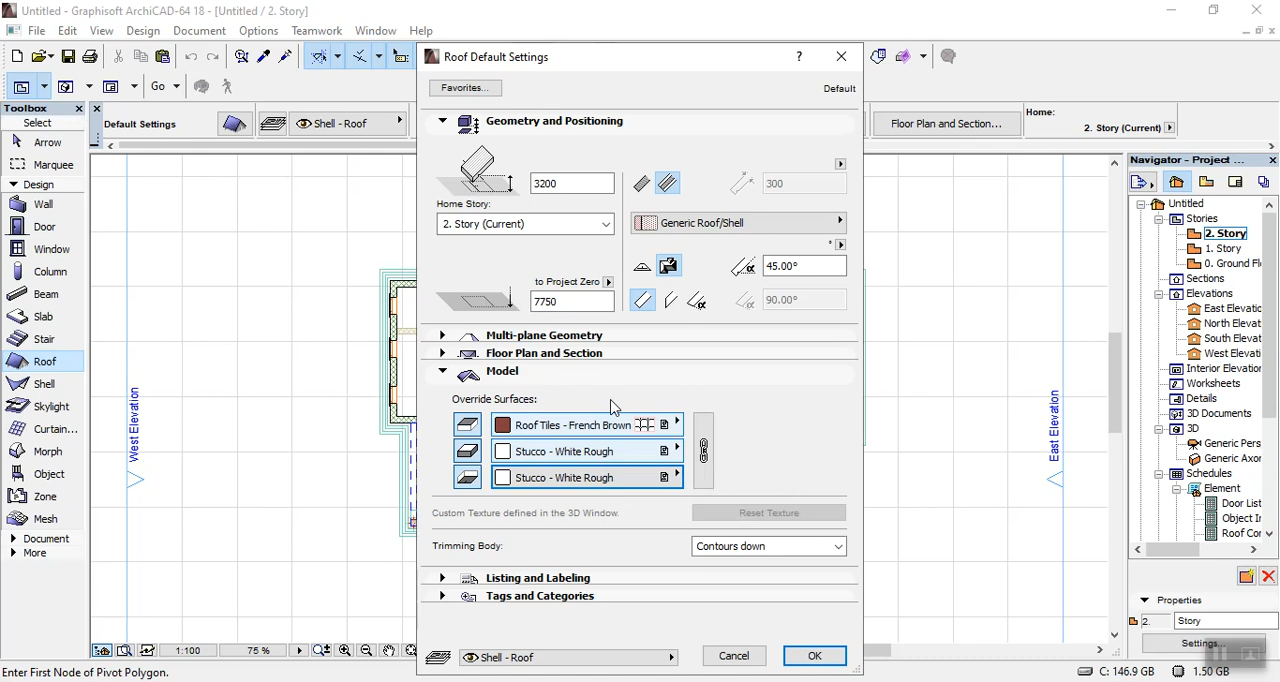 Untitled - Graphisoft ArchiCAD-64 18 - [Untitled / 2. Story]
File Edit View Design Document Options Teamwork Window Help
Roof Default Settings
Go
Toolbox
Select
Arrow
Marquee
Design
Wall
Door
Window
Column
Beam
Slab
Stair
Roof
Shell
Skylight
Curtain...
Morph
Object
Zone
Mesh
Document
More
Default Settings
Shell - Roof
Favorites...
Default
Geometry and Positioning
3200
300
Home Story:
2. Story (Current)
Generic Roof/Shell
45.00°
to Project Zero
7750
90.00°
Multi-plane Geometry
Floor Plan and Section
Model
Override Surfaces:
Roof Tiles - French Brown
Stucco - White Rough
Stucco - White Rough
Custom Texture defined in the 3D Window.
Reset Texture
Trimming Body:
Contours down
Listing and Labeling
Tags and Categories
Shell - Roof
Cancel
OK
Floor Plan and Section...
Home:
2. Story (Current)
West Elevation
East Elevation
Navigator - Project ...
Untitled
Stories
2. Story
1. Story
0. Ground Fl
Sections
Elevations
East Elevatio
North Elevat
South Elevat
West Elevati
Interior Elevation
Worksheets
Details
3D Documents
3D
Generic Pers
Generic Axor
Schedules
Element
Door List
Object In
Roof Cor
Properties
2. Story
Settings...
1:100
75 %
Enter First Node of Pivot Polygon.
C: 146.9 GB
1.50 GB